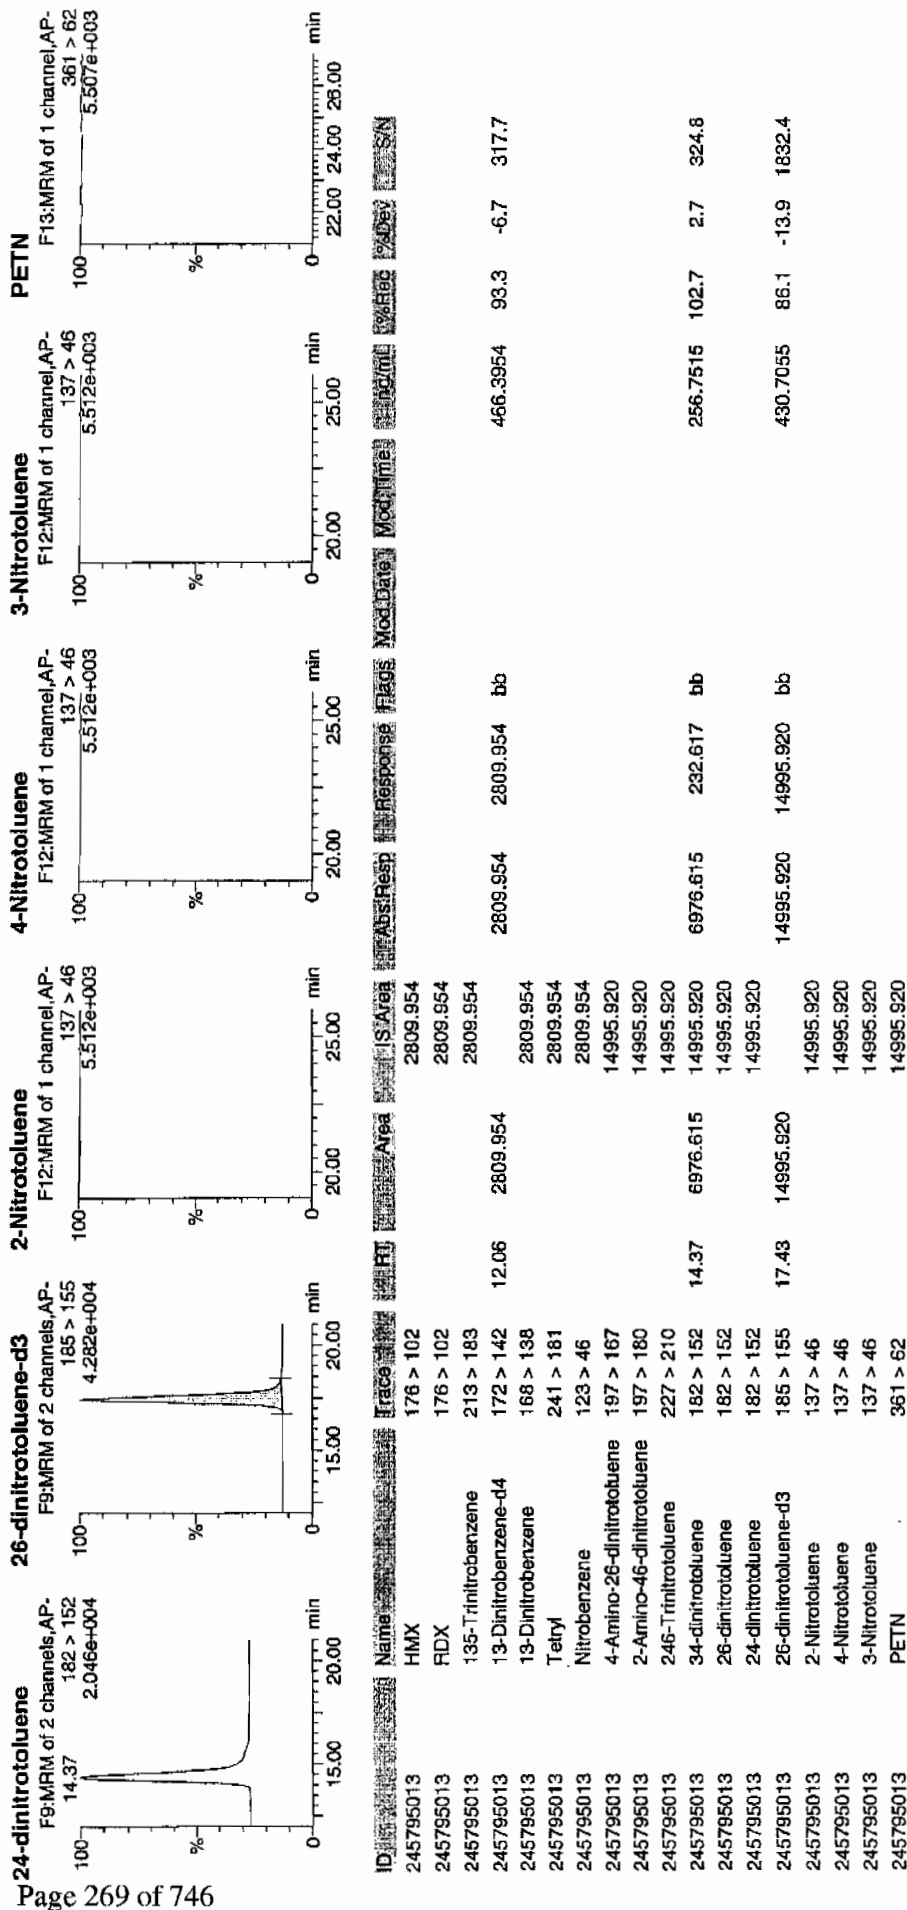 24-dinitrotoluene
F9:MRM of 2 channels,AP-
182 > 152
2.046e+004
14.37
100
%
0
15.00 20.00 min
26-dinitrotoluene-d3
F9:MRM of 2 channels,AP-
185 > 155
4.282e+004
100
%
0
15.00 20.00 min
2-Nitrotoluene
F12:MRM of 1 channel,AP-
137 > 46
5.512e+003
100
%
0
20.00 25.00 min
4-Nitrotoluene
F12:MRM of 1 channel,AP-
137 > 46
5.512e+003
100
%
0
20.00 25.00 min
3-Nitrotoluene
F12:MRM of 1 channel,AP-
137 > 46
5.512e+003
100
%
0
20.00 25.00 min
PETN
F13:MRM of 1 channel,AP-
361 > 62
5.507e+003
100
%
0
22.00 24.00 26.00 min
ID Name Trace RT Area IS Area Abs.Resp Response Flags Mod.Date Mod.Time ng/mL %Rec %Dev S/N
245795013 HMX 176 > 102 2809.954
245795013 RDX 176 > 102 2809.954
245795013 135-Trinitrobenzene 213 > 183 2809.954
245795013 13-Dinitrobenzene-d4 172 > 142 12.06 2809.954 2809.954 2809.954 bb 466.3954 93.3 -6.7 317.7
245795013 13-Dinitrobenzene 168 > 138 2809.954
245795013 Tetryl 241 > 181 2809.954
245795013 Nitrobenzene 123 > 46 2809.954
245795013 4-Amino-26-dinitrotoluene 197 > 167 14995.920
245795013 2-Amino-46-dinitrotoluene 197 > 180 14995.920
245795013 246-Trinitrotoluene 227 > 210 14995.920
245795013 34-dinitrotoluene 182 > 152 14.37 6976.615 14995.920 6976.615 232.617 bb 256.7515 102.7 2.7 324.8
245795013 26-dinitrotoluene 182 > 152 14995.920
245795013 24-dinitrotoluene 182 > 152 14995.920
245795013 26-dinitrotoluene-d3 185 > 155 17.43 14995.920 14995.920 14995.920 bb 430.7055 86.1 -13.9 1832.4
245795013 2-Nitrotoluene 137 > 46 14995.920
245795013 4-Nitrotoluene 137 > 46 14995.920
245795013 3-Nitrotoluene 137 > 46 14995.920
245795013 PETN 361 > 62 14995.920
Page 269 of 746